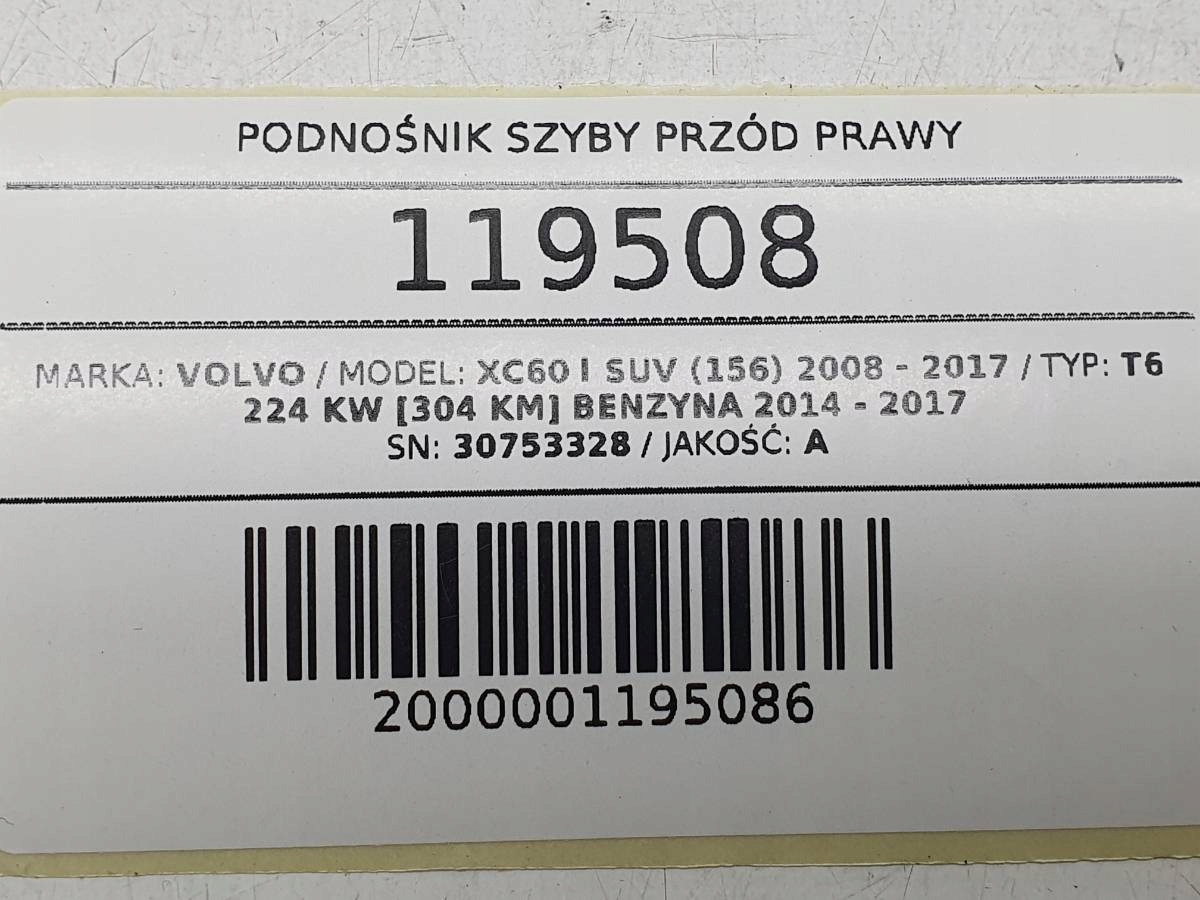 PODNOŚNIK SZYBY PRZÓD PRAWY
119508
MARKA: VOLVO / MODEL: XC60 I SUV (156) 2008 - 2017 / TYP: T6
224 KW [304 KM] BENZYNA 2014 - 2017
SN: 30753328 / JAKOŚĆ: A
2000001195086